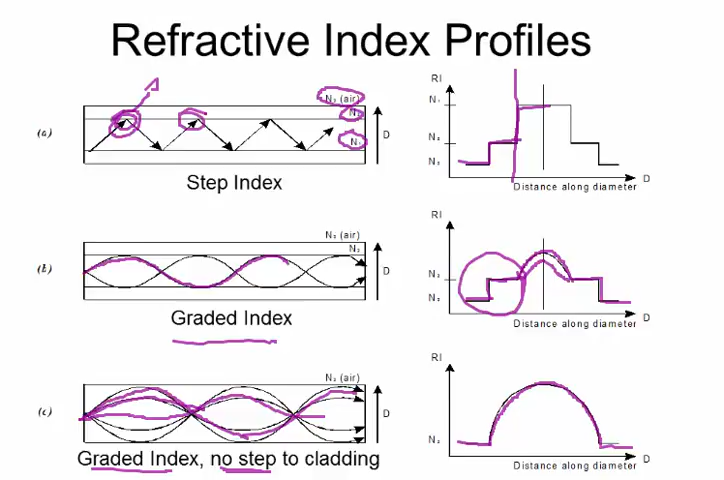 Refractive Index Profiles
(a)
N₃ (air)
N₂
N₁
D
Step Index
RI
N₁
N₂
N₃
Distance along diameter
D
(b)
N₃ (air)
N₂
D
Graded Index
RI
N₂
N₃
Distance along diameter
D
(c)
N₃ (air)
D
Graded Index, no step to cladding
RI
N₃
Distance along diameter
D